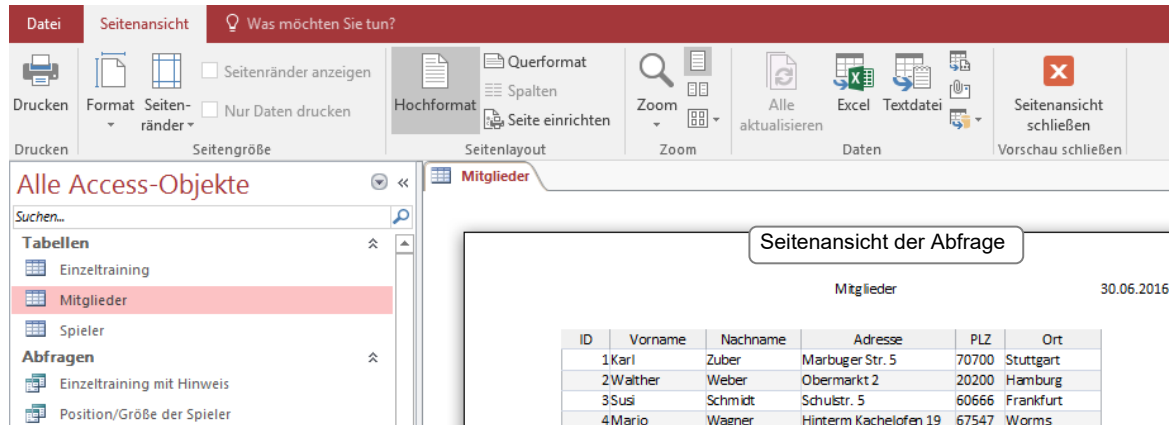 Datei Seitenansicht Was möchten Sie tun?
Seitenränder anzeigen
Nur Daten drucken
Querformat
Spalten
Seite einrichten
Drucken Format Seiten-
ränder
Hochformat Zoom Alle
aktualisieren
Excel Textdatei Seitenansicht
schließen
Drucken Seitengröße Seitenlayout Zoom Daten Vorschau schließen
Alle Access-Objekte
Suchen...
Tabellen
Einzeltraining
Mitglieder
Spieler
Abfragen
Einzeltraining mit Hinweis
Position/Größe der Spieler
Mitglieder
Seitenansicht der Abfrage
Mitglieder 30.06.2016
ID Vorname Nachname Adresse PLZ Ort
1 Karl Zuber Marbuger Str. 5 70700 Stuttgart
2 Walther Weber Obermarkt 2 20200 Hamburg
3 Susi Schmidt Schulstr. 5 60666 Frankfurt
4 Mario Wagner Hinterm Kachelofen 19 67547 Worms